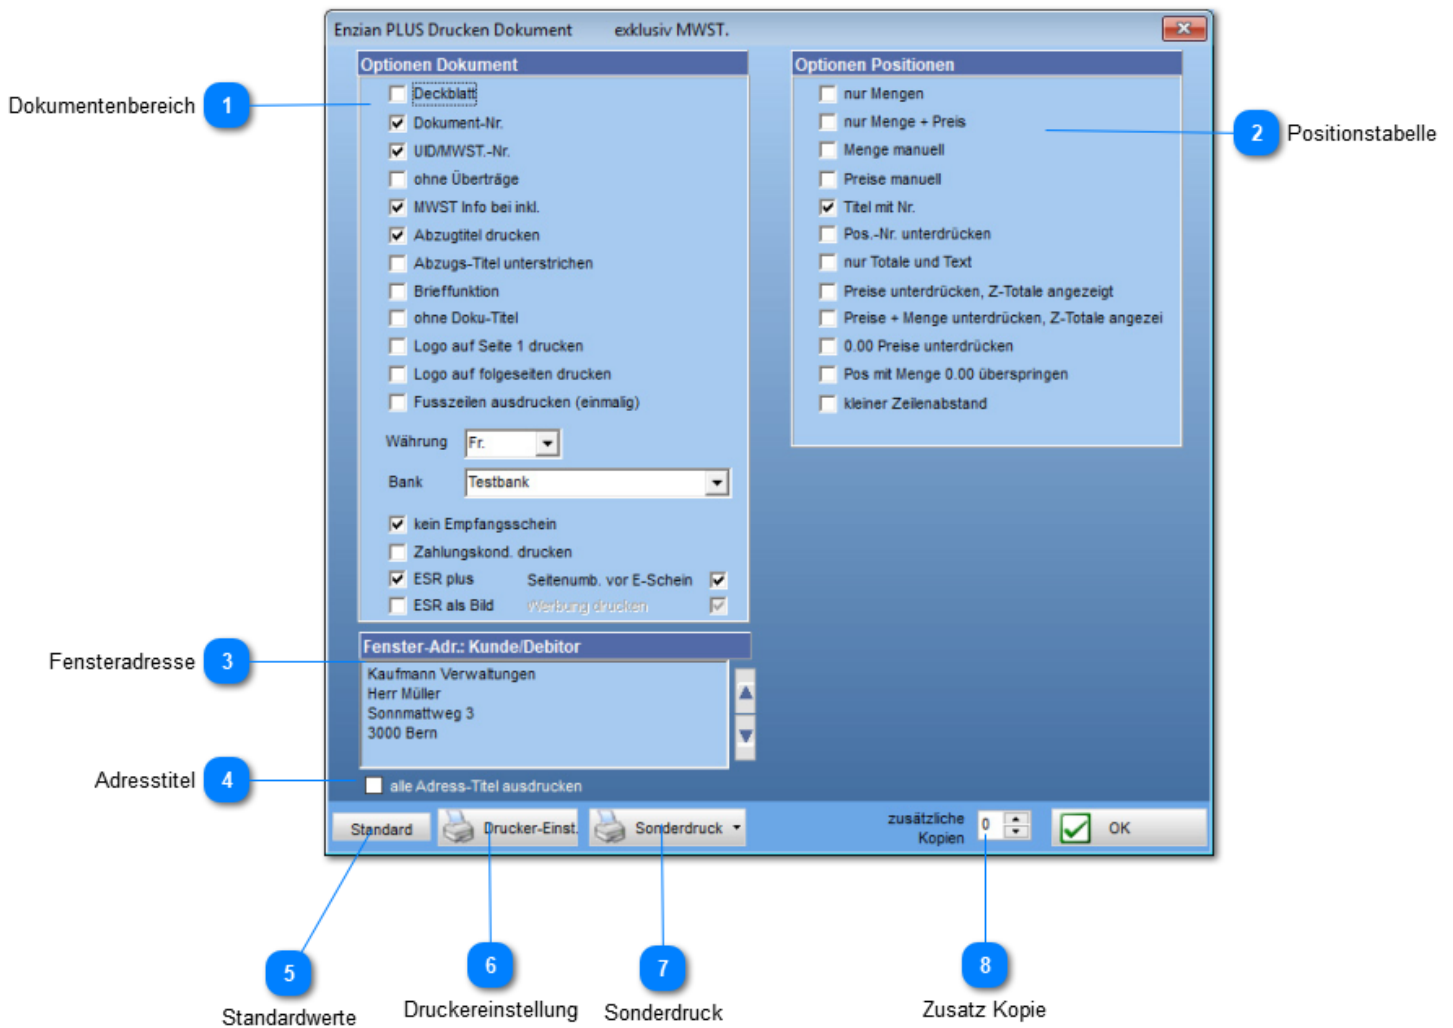 Enzian PLUS Drucken Dokument exklusiv MWST.
Optionen Dokument
Deckblatt
Dokument-Nr.
UID/MWST.-Nr.
ohne Überträge
MWST Info bei inkl.
Abzugtitel drucken
Abzugs-Titel unterstrichen
Brieffunktion
ohne Doku-Titel
Logo auf Seite 1 drucken
Logo auf folgeseiten drucken
Fusszeilen ausdrucken (einmalig)
Währung Fr.
Bank Testbank
kein Empfangsschein
Zahlungskond. drucken
ESR plus Seitenumb. vor E-Schein
ESR als Bild Werbung drucken
Optionen Positionen
nur Mengen
nur Menge + Preis
Menge manuell
Preise manuell
Titel mit Nr.
Pos.-Nr. unterdrücken
nur Totale und Text
Preise unterdrücken, Z-Totale angezeigt
Preise + Menge unterdrücken, Z-Totale angezei
0.00 Preise unterdrücken
Pos mit Menge 0.00 überspringen
kleiner Zeilenabstand
Fenster-Adr.: Kunde/Debitor
Kaufmann Verwaltungen
Herr Müller
Sonnmattweg 3
3000 Bern
alle Adress-Titel ausdrucken
Standard
Drucker-Einst.
Sonderdruck
zusätzliche
Kopien
0
OK
Dokumentenbereich 1
2 Positionstabelle
Fensteradresse 3
Adresstitel 4
5
Standardwerte
6
Druckereinstellung
7
Sonderdruck
8
Zusatz Kopie